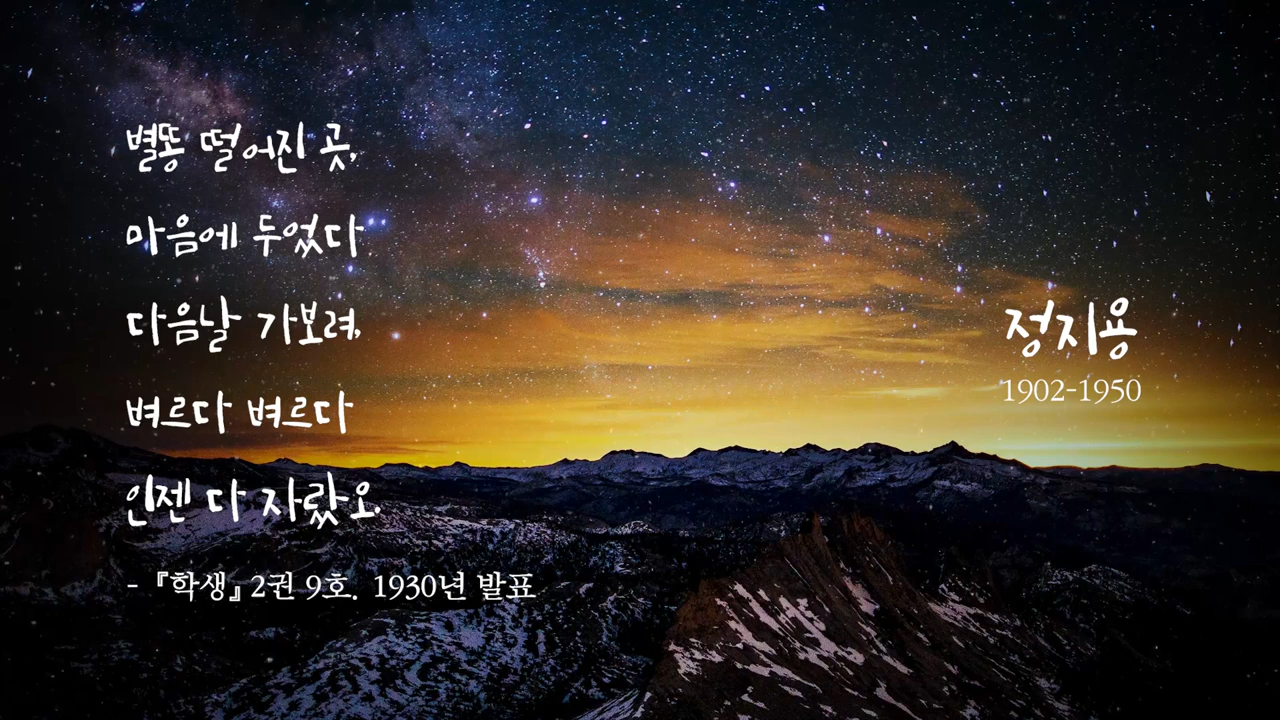 별똥 떨어진 곳,
마음에 두었다
다음날 가보려,
벼르다 벼르다
인젠 다 자랐오.
- 『학생』 2권 9호. 1930년 발표
정지용
1902-1950